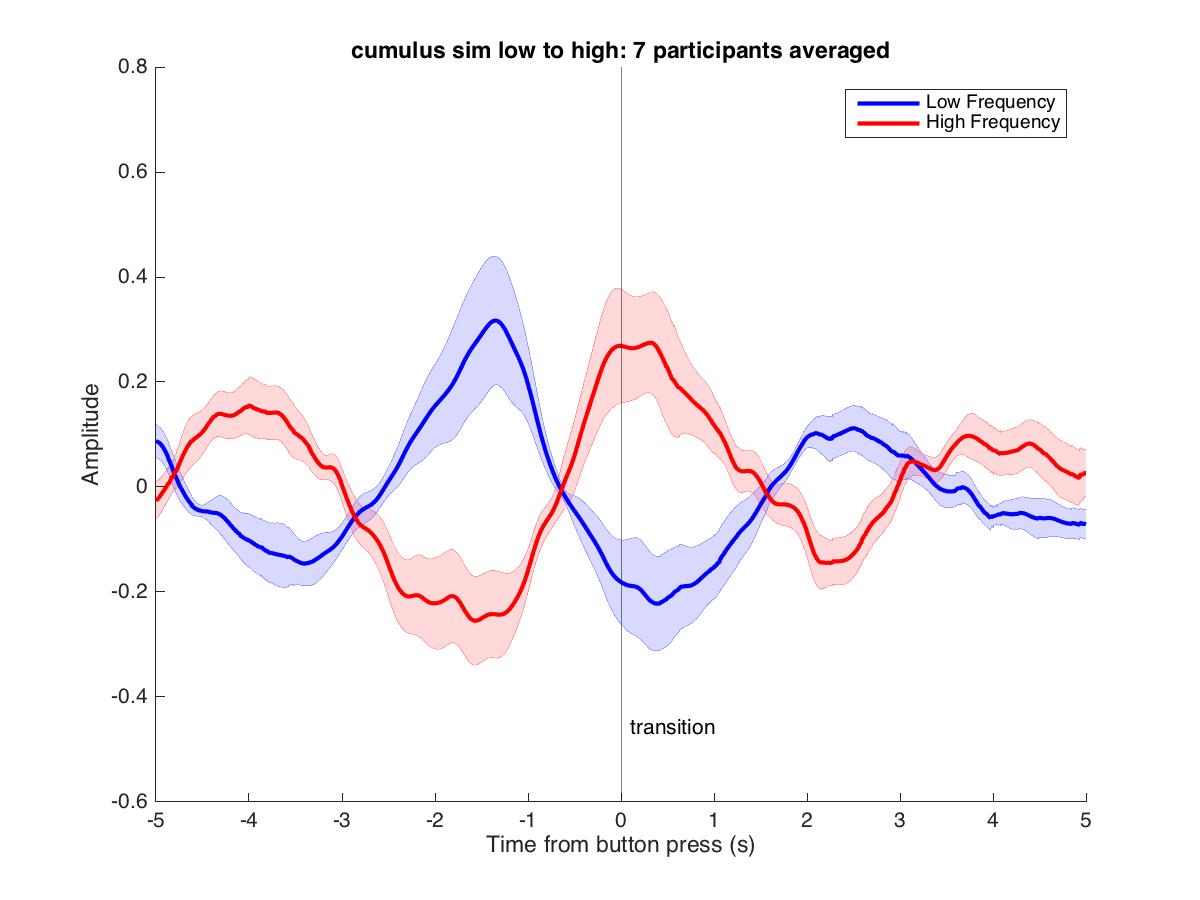 cumulus sim low to high: 7 participants averaged
0.8
0.6
0.4
0.2
0
-0.2
-0.4
-0.6
Amplitude
Low Frequency
High Frequency
transition
-5 -4 -3 -2 -1 0 1 2 3 4 5
Time from button press (s)